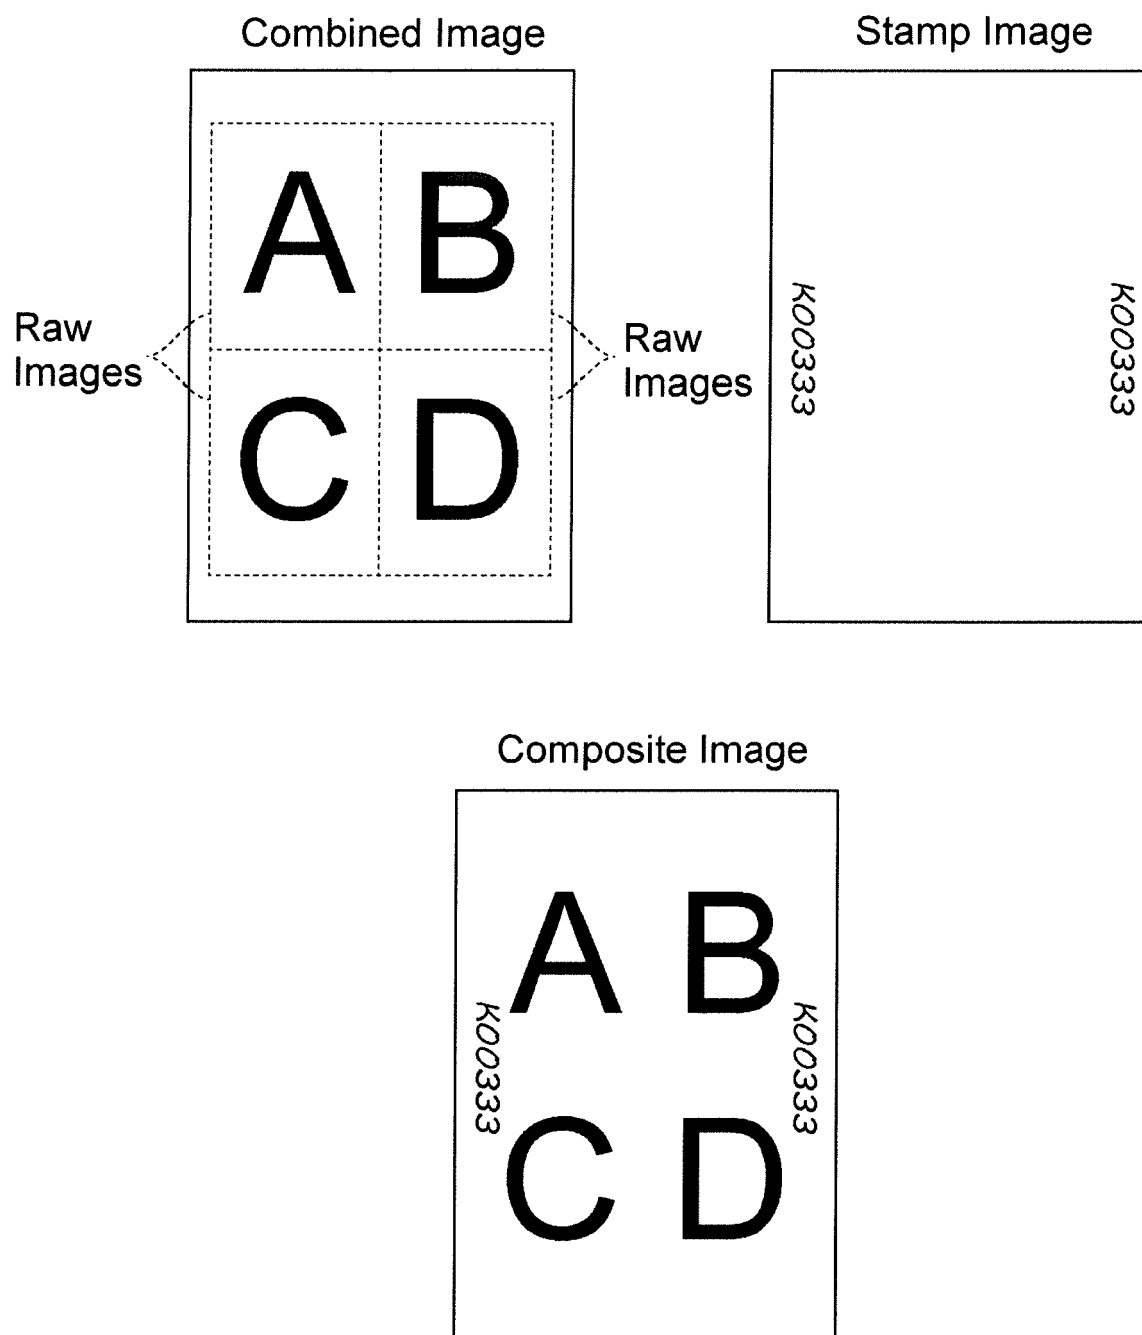 Combined Image
Stamp Image
A B
Raw
Images
Raw
Images
K00333
K00333
C D
Composite Image
A B
K00333
K00333
C D